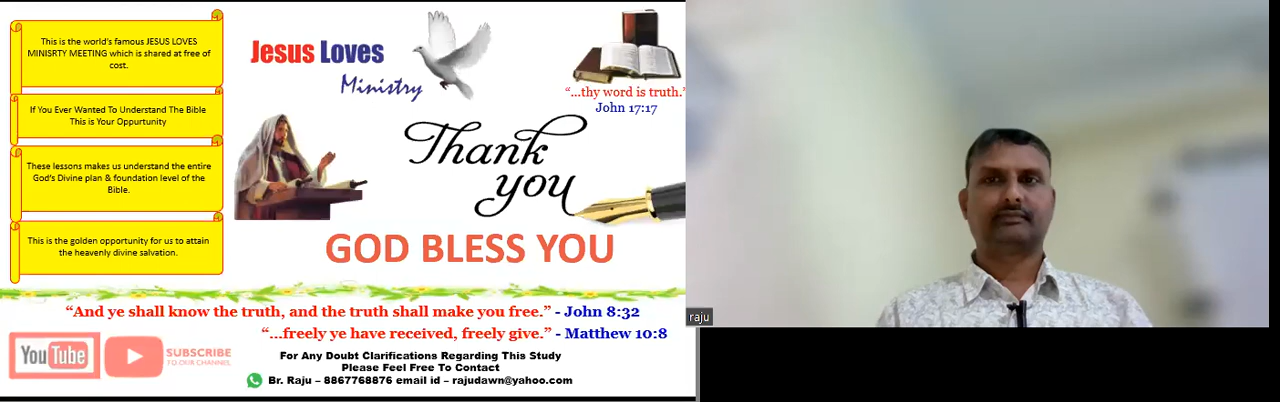 This is the world's famous JESUS LOVES
MINISRTY MEETING which is shared at free of
cost.
If You Ever Wanted To Understand The Bible
This is Your Oppurtunity
These lessons makes us understand the entire
God's Divine plan & foundation level of the
Bible.
This is the golden opportunity for us to attain
the heavenly divine salvation.
Jesus Loves
Ministry
"...thy word is truth."
John 17:17
Thank
you
GOD BLESS YOU
"And ye shall know the truth, and the truth shall make you free." - John 8:32
"...freely ye have received, freely give." - Matthew 10:8
YouTube
SUBSCRIBE
TO OUR CHANNEL
For Any Doubt Clarifications Regarding This Study
Please Feel Free To Contact
Br. Raju – 8867768876 email id – rajudawn@yahoo.com
raju